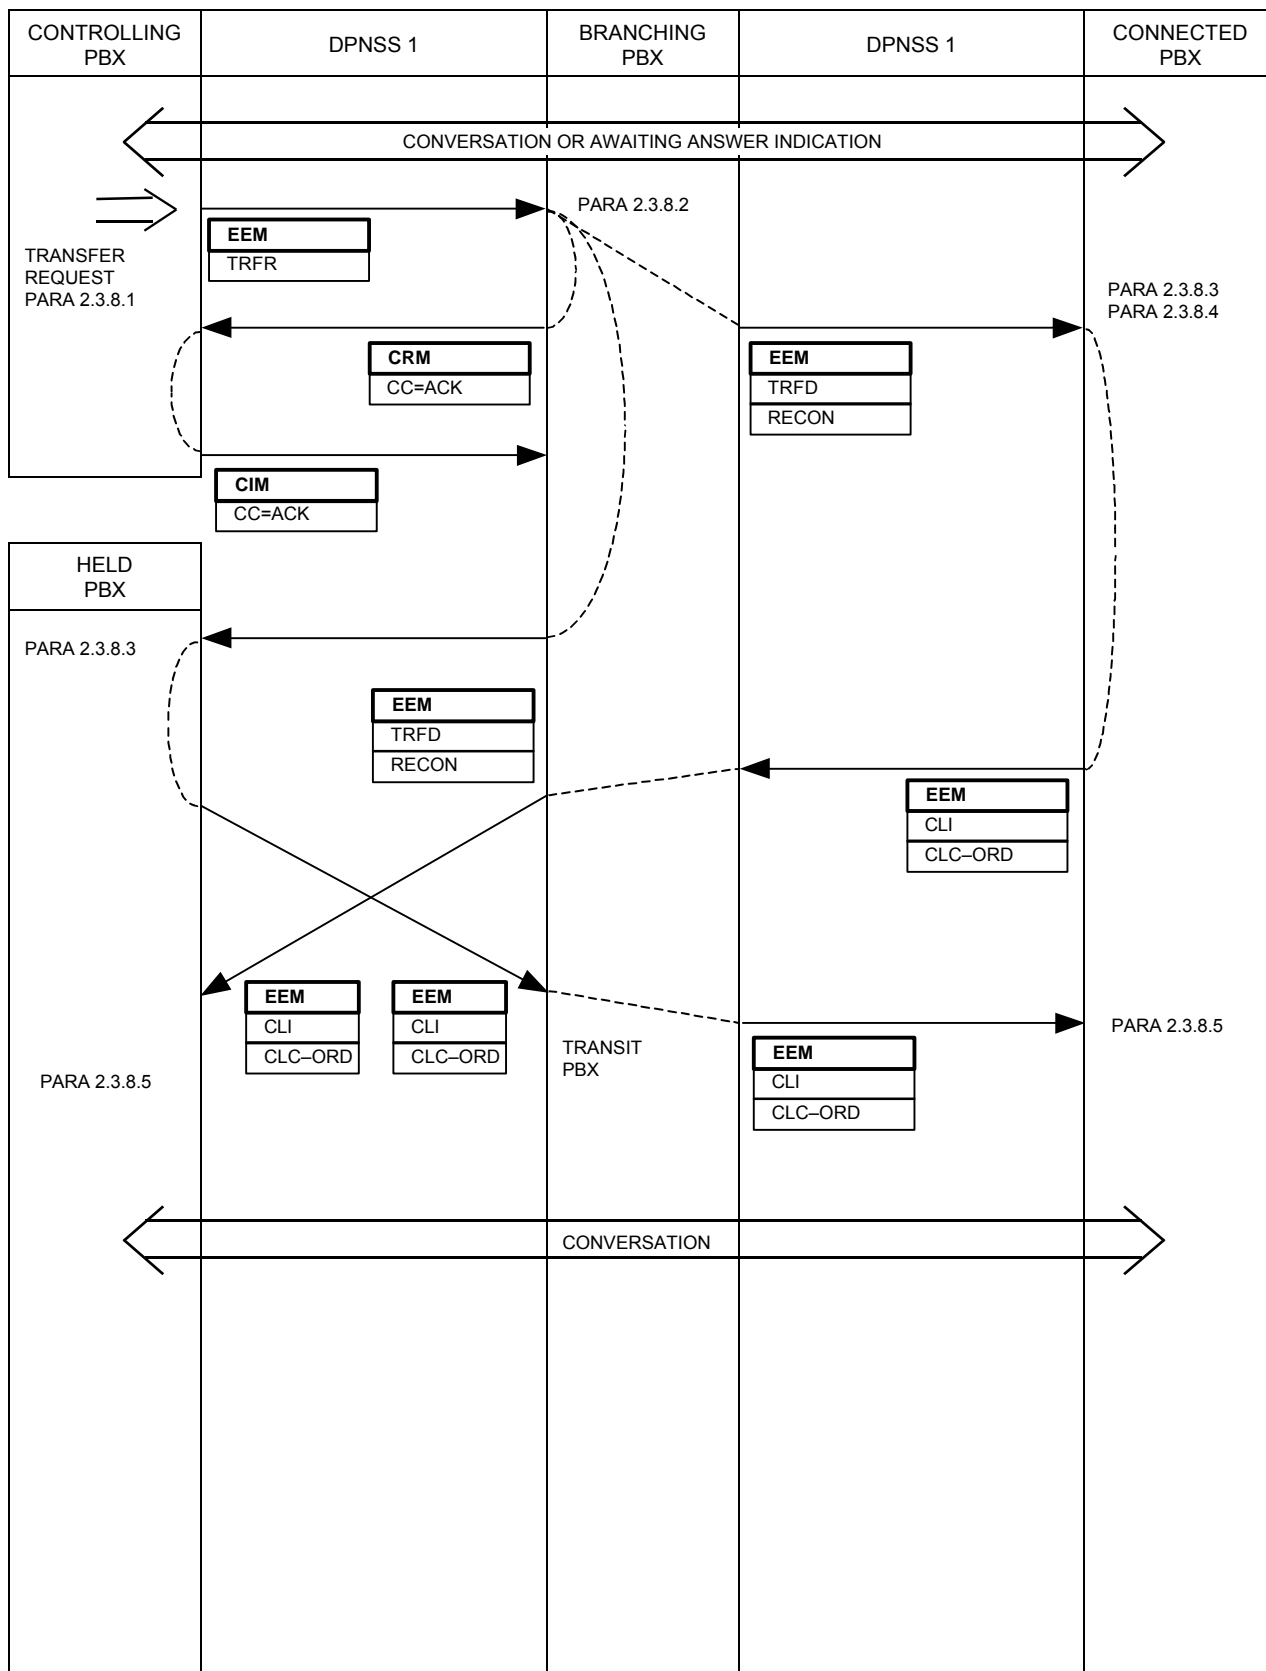 CONTROLLING
PBX
DPNSS 1
BRANCHING
PBX
DPNSS 1
CONNECTED
PBX
CONVERSATION OR AWAITING ANSWER INDICATION
PARA 2.3.8.2
EEM
TRFR
TRANSFER
REQUEST
PARA 2.3.8.1
PARA 2.3.8.3
PARA 2.3.8.4
CRM
CC=ACK
EEM
TRFD
RECON
CIM
CC=ACK
HELD
PBX
PARA 2.3.8.3
EEM
TRFD
RECON
EEM
CLI
CLC–ORD
EEM
CLI
CLC–ORD
EEM
CLI
CLC–ORD
TRANSIT
PBX
PARA 2.3.8.5
EEM
CLI
CLC–ORD
PARA 2.3.8.5
CONVERSATION